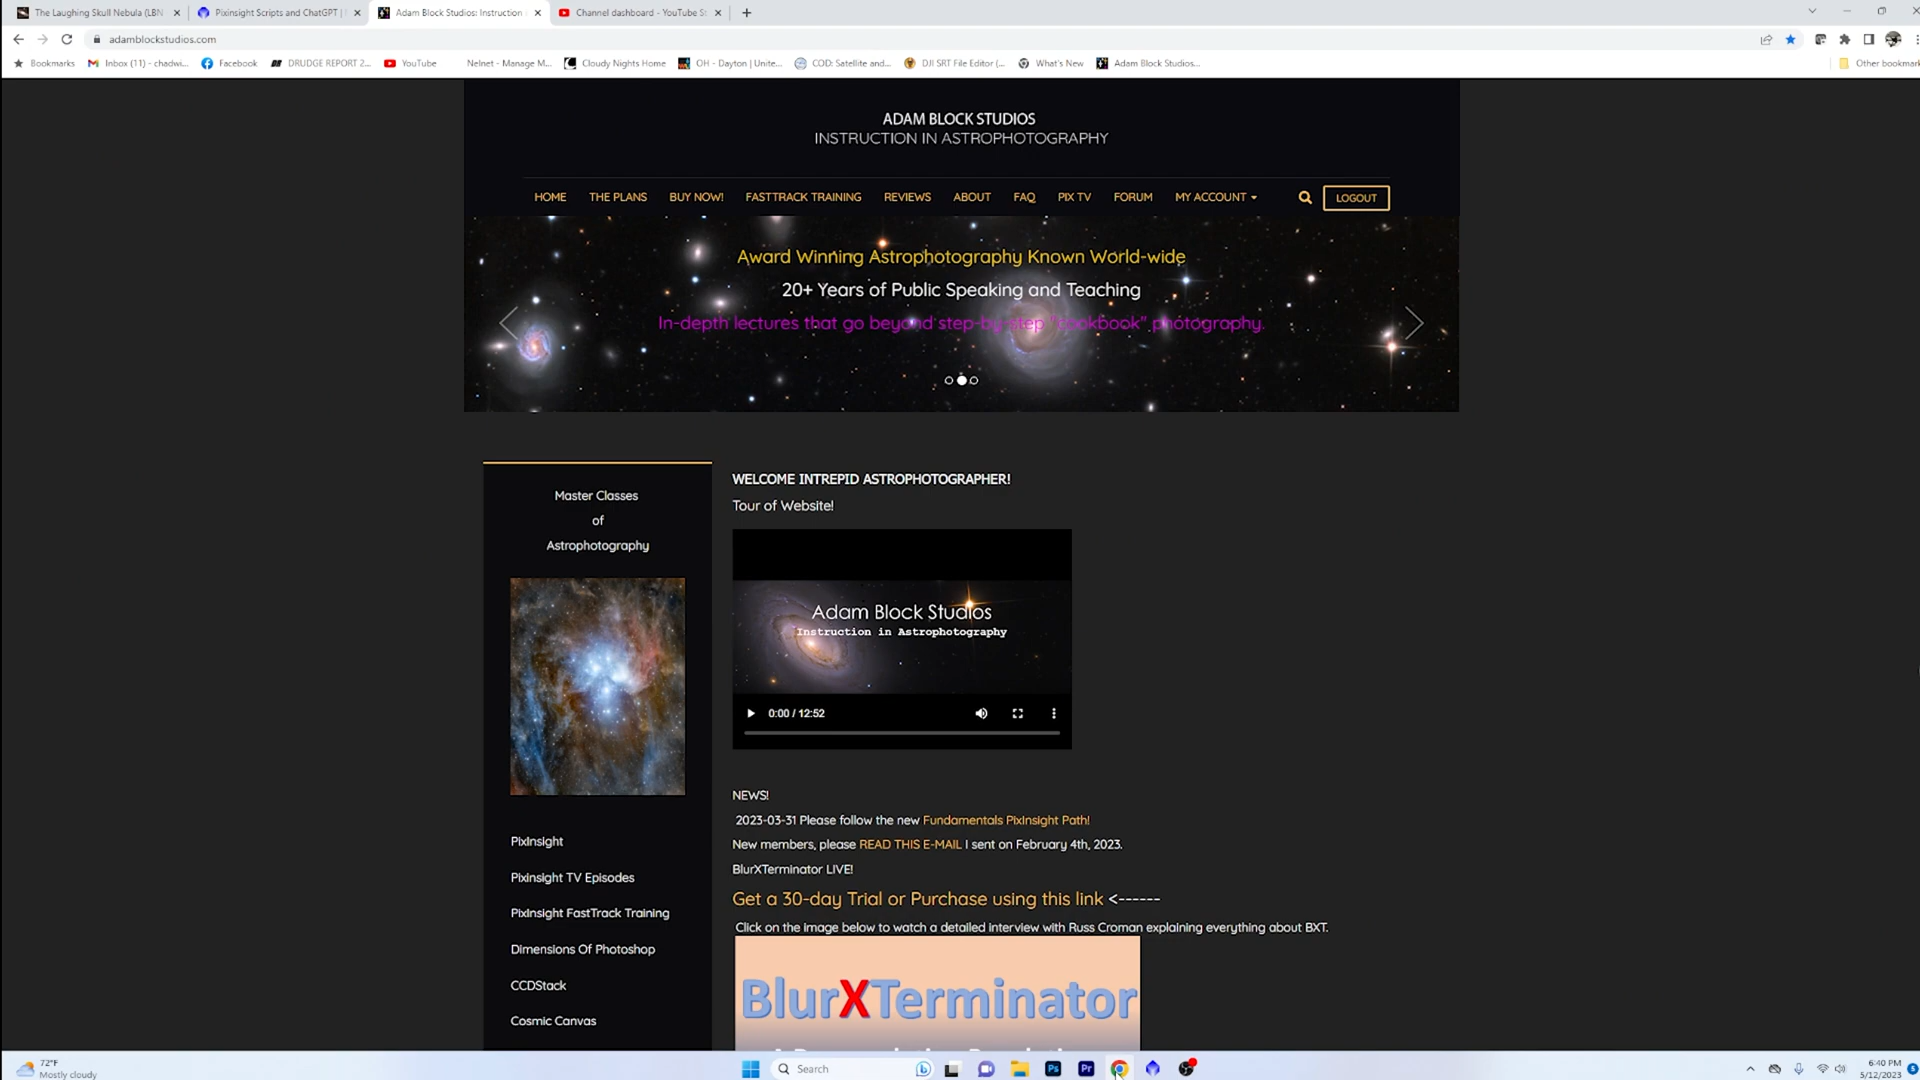 The Laughing Skull Nebula (LBN
Pixinsight Scripts and ChatGPT |
Adam Block Studios: Instruction
Channel dashboard - YouTube St
adamblockstudios.com
Bookmarks
Inbox (11) - chadwi...
Facebook
DRUDGE REPORT 2...
YouTube
Nelnet - Manage M...
Cloudy Nights Home
OH - Dayton | Unite...
COD: Satellite and...
DJI SRT File Editor (...
What's New
Adam Block Studios...
Other bookmark
ADAM BLOCK STUDIOS
INSTRUCTION IN ASTROPHOTOGRAPHY
HOME THE PLANS BUY NOW! FASTTRACK TRAINING REVIEWS ABOUT FAQ PIX TV FORUM MY ACCOUNT LOGOUT
Award Winning Astrophotography Known World-wide
20+ Years of Public Speaking and Teaching
In-depth lectures that go beyond step-by-step "cookbook" photography.
Master Classes
of
Astrophotography
PixInsight
PixInsight TV Episodes
PixInsight FastTrack Training
Dimensions Of Photoshop
CCDStack
Cosmic Canvas
WELCOME INTREPID ASTROPHOTOGRAPHER!
Tour of Website!
Adam Block Studios
Instruction in Astrophotography
0:00 / 12:52
NEWS!
2023-03-31 Please follow the new Fundamentals PixInsight Path!
New members, please READ THIS E-MAIL I sent on February 4th, 2023.
BlurXTerminator LIVE!
Get a 30-day Trial or Purchase using this link <------
Click on the image below to watch a detailed interview with Russ Croman explaining everything about BXT.
BlurXTerminator
72°F
Mostly cloudy
Search
Ps
Pr
6:40 PM
5/12/2023